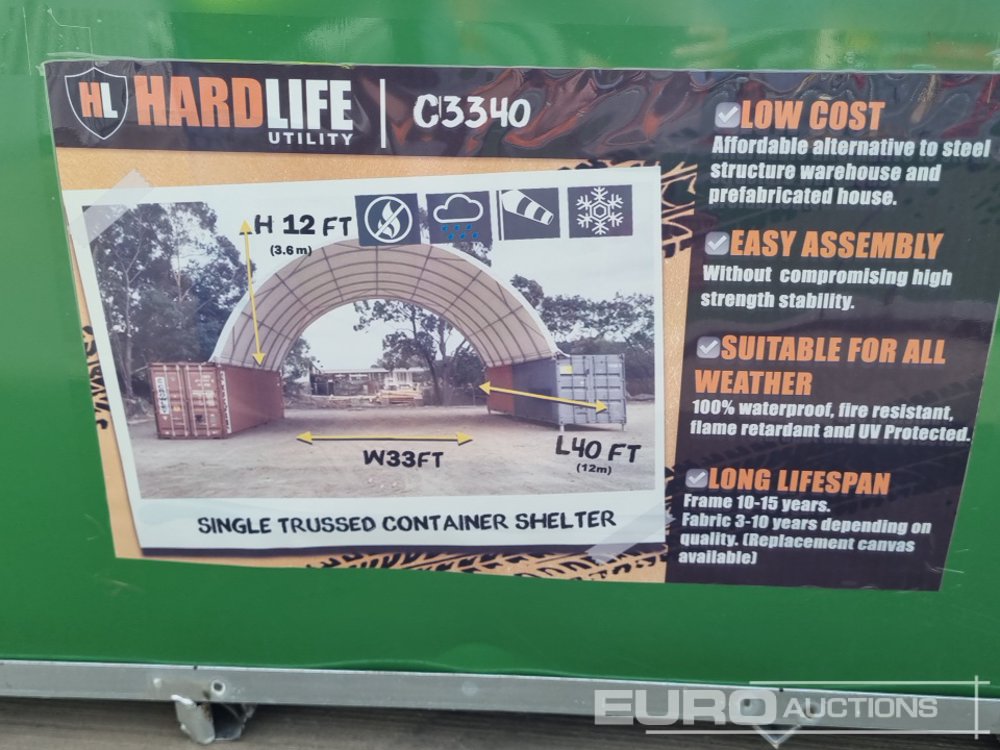 HL HARDLIFE
UTILITY
C3340
H 12 FT
(3.6m)
W33FT
L40 FT
(12m)
SINGLE TRUSSED CONTAINER SHELTER
LOW COST
Affordable alternative to steel
structure warehouse and
prefabricated house.
EASY ASSEMBLY
Without compromising high
strength stability.
SUITABLE FOR ALL
WEATHER
100% waterproof, fire resistant,
flame retardant and UV Protected.
LONG LIFESPAN
Frame 10-15 years.
Fabric 3-10 years depending on
quality. (Replacement canvas
available)
EURO AUCTIONS